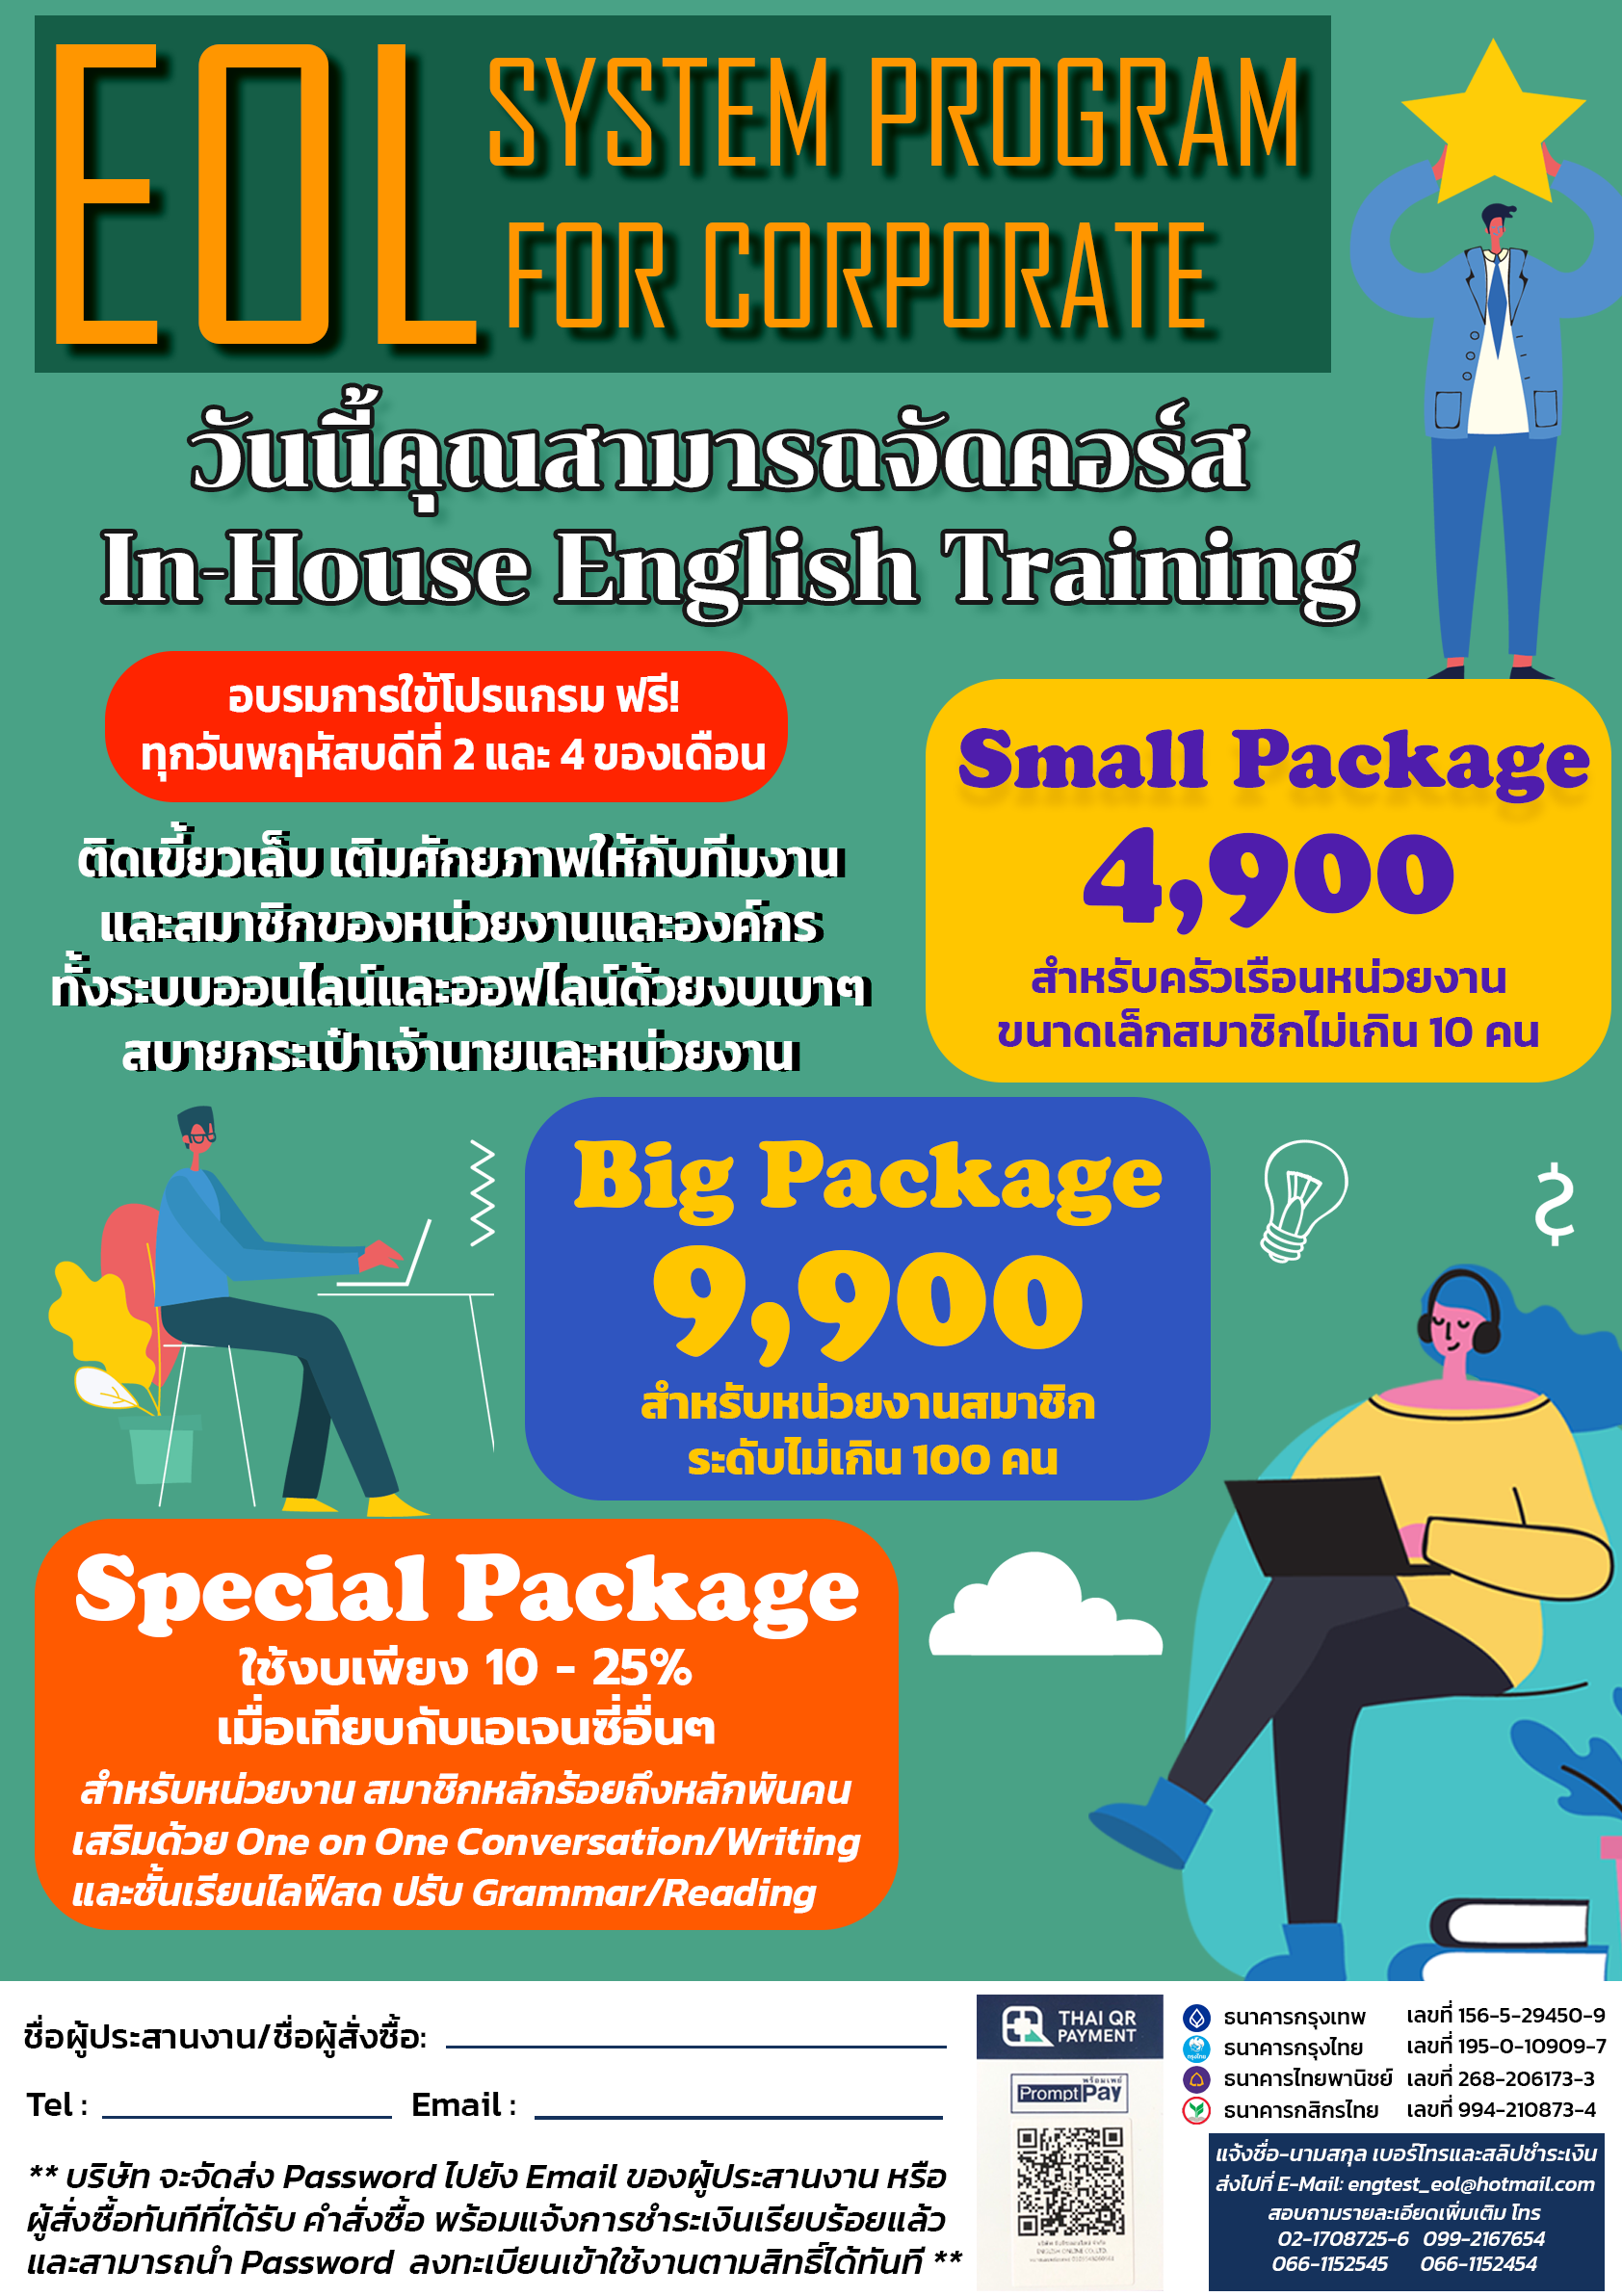 EOL
SYSTEM PROGRAM
FOR CORPORATE
วันนี้คุณสามารถจัดคอร์ส
In-House English Training
อบรมการใช้โปรแกรม ฟรี!
ทุกวันพฤหัสบดีที่ 2 และ 4 ของเดือน
ติดเขี้ยวเล็บ เติมศักยภาพให้กับทีมงาน
และสมาชิกของหน่วยงานและองค์กร
ทั้งระบบออนไลน์และออฟไลน์ด้วยงบเบาๆ
สบายกระเป๋าเจ้านายและหน่วยงาน
Small Package
4,900
สำหรับครัวเรือนหน่วยงาน
ขนาดเล็กสมาชิกไม่เกิน 10 คน
Big Package
9,900
สำหรับหน่วยงานสมาชิก
ระดับไม่เกิน 100 คน
Special Package
ใช้งบเพียง 10 - 25%
เมื่อเทียบกับเอเจนซี่อื่นๆ
สำหรับหน่วยงาน สมาชิกหลักร้อยถึงหลักพันคน
เสริมด้วย One on One Conversation/Writing
และชั้นเรียนไลฟ์สด ปรับ Grammar/Reading
ชื่อผู้ประสานงาน/ชื่อผู้สั่งซื้อ:
Tel : Email :
** บริษัท จะจัดส่ง Password ไปยัง Email ของผู้ประสานงาน หรือ
ผู้สั่งซื้อทันทีที่ได้รับ คำสั่งซื้อ พร้อมแจ้งการชำระเงินเรียบร้อยแล้ว
และสามารถนำ Password ลงทะเบียนเข้าใช้งานตามสิทธิ์ได้ทันที **
THAI QR
PAYMENT
พร้อมเพย์
PromptPay
ENGLISH ONLINE CO.,LTD.
ธนาคารกรุงเทพ เลขที่ 156-5-29450-9
กรุงไทย
ธนาคารกรุงไทย เลขที่ 195-0-10909-7
ธนาคารไทยพานิชย์ เลขที่ 268-206173-3
ธนาคารกสิกรไทย เลขที่ 994-210873-4
แจ้งชื่อ-นามสกุล เบอร์โทรและสลิปชำระเงิน
ส่งไปที่ E-Mail: engtest_eol@hotmail.com
สอบถามรายละเอียดเพิ่มเติม โทร
02-1708725-6 099-2167654
066-1152545 066-1152454